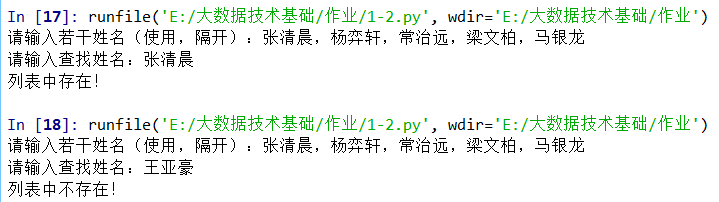 In [17]: runfile('E:/大数据技术基础/作业/1-2.py', wdir='E:/大数据技术基础/作业')
请输入若干姓名（使用，隔开）：张清晨，杨弈轩，常治远，梁文柏，马银龙
请输入查找姓名：张清晨
列表中存在!
In [18]: runfile('E:/大数据技术基础/作业/1-2.py', wdir='E:/大数据技术基础/作业')
请输入若干姓名（使用，隔开）：张清晨，杨弈轩，常治远，梁文柏，马银龙
请输入查找姓名：王亚豪
列表中不存在!